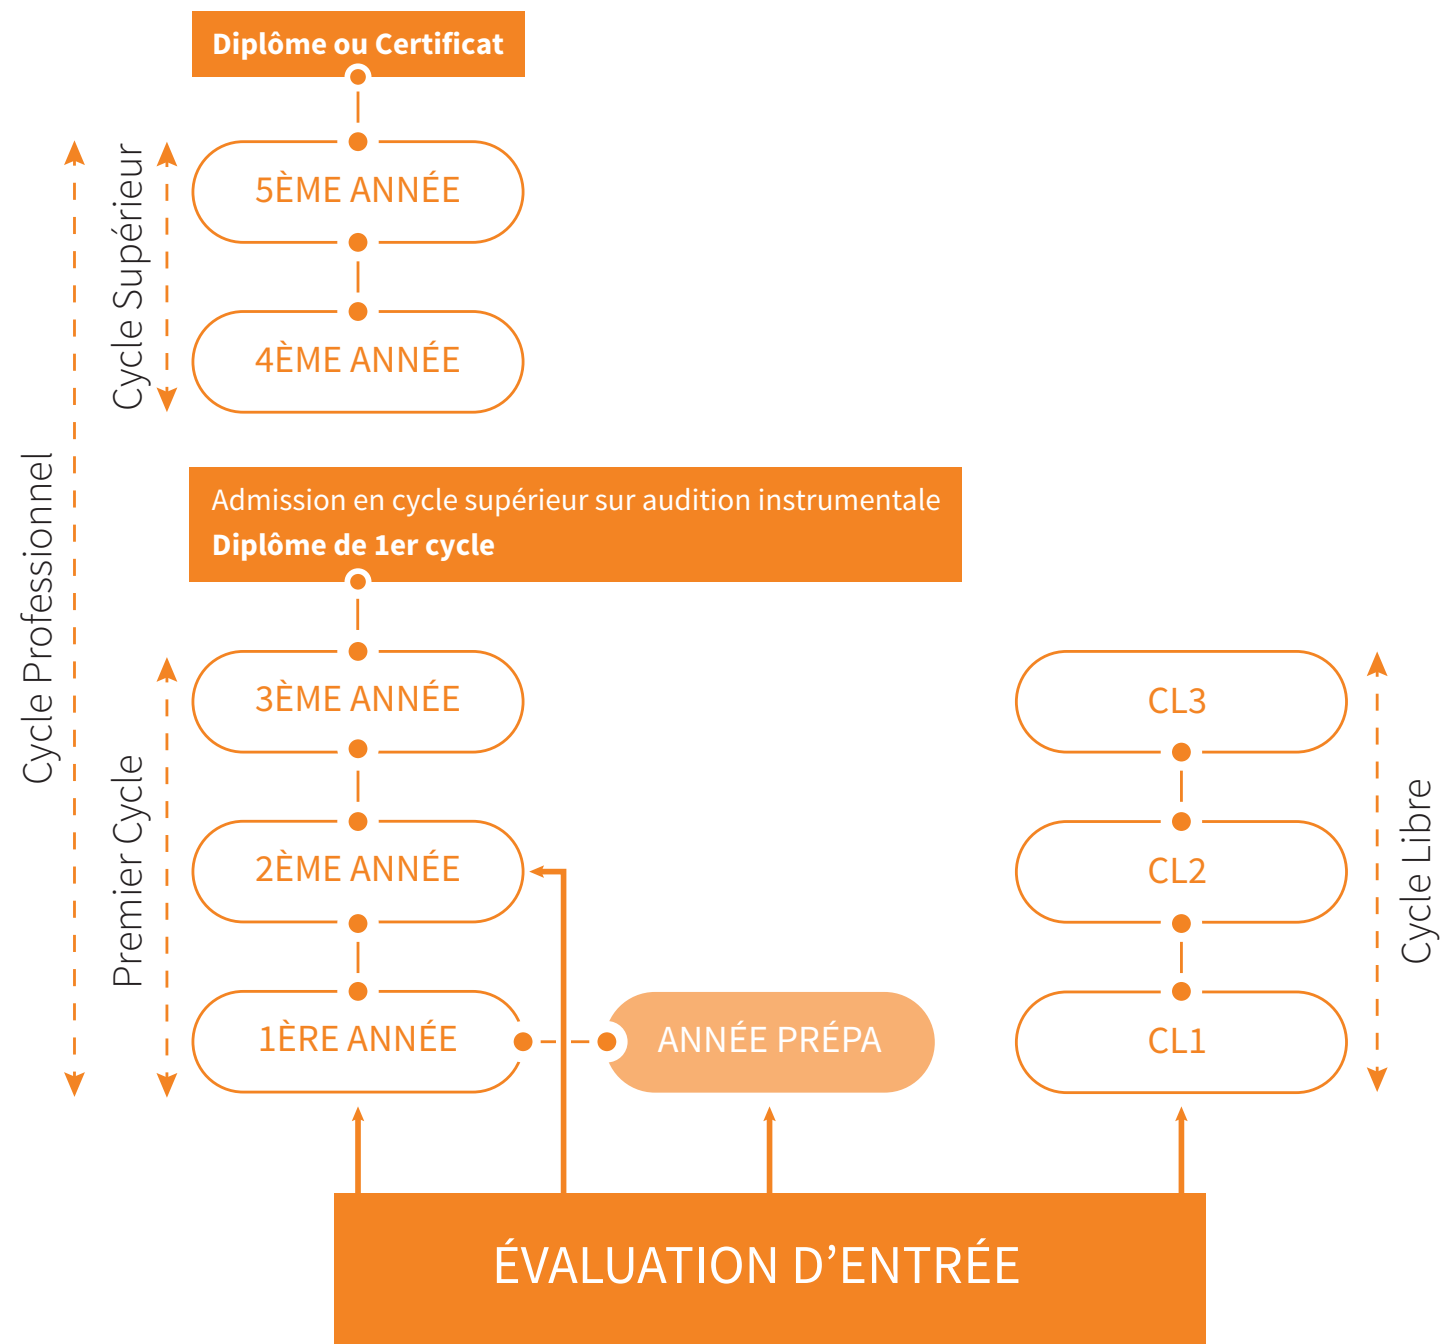 Diplôme ou Certificat
5ÈME ANNÉE
Cycle Supérieur
4ÈME ANNÉE
Cycle Professionnel
Admission en cycle supérieur sur audition instrumentale
Diplôme de 1er cycle
3ÈME ANNÉE
CL3
Premier Cycle
2ÈME ANNÉE
CL2
Cycle Libre
1ÈRE ANNÉE
ANNÉE PRÉPA
CL1
ÉVALUATION D’ENTRÉE